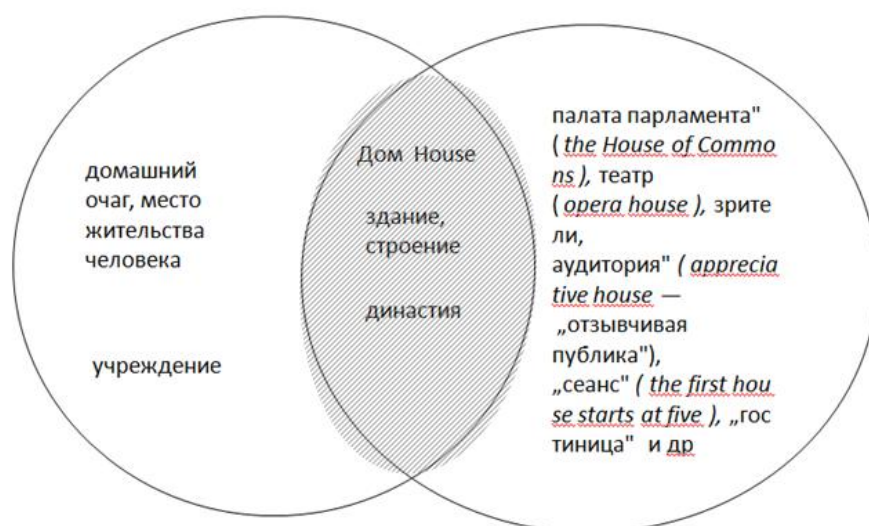 домашний
очаг, место
жительства
человека
учреждение
Дом House
здание,
строение
династия
палата парламента"
( the House of Commo
ns ), театр
( opera house ), зрите
ли,
аудитория" ( apprecia
tive house —
„отзывчивая
публика"),
„сеанс" ( the first hou
se starts at five ), „гос
тиница" и др